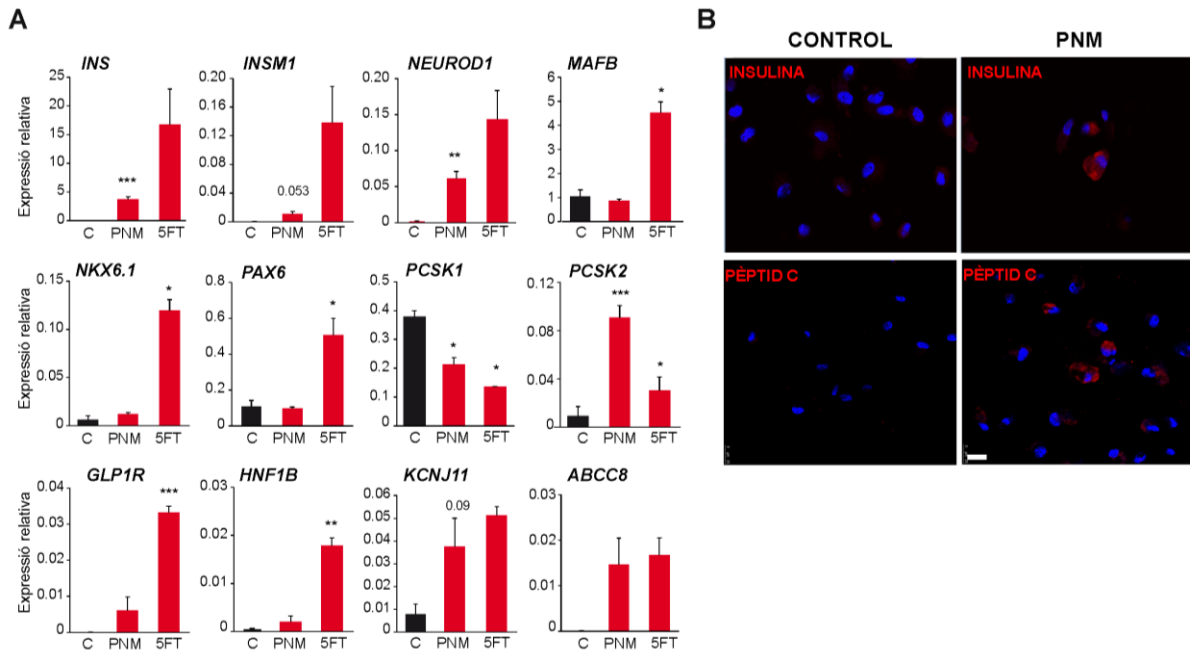 A
INS
Expressió relativa
25
20
15
10
5
0
***
C PNM 5FT
INSM1
0.20
0.16
0.12
0.08
0.04
0
0.053
C PNM 5FT
NEUROD1
0.20
0.15
0.10
0.05
0
**
C PNM 5FT
MAFB
6
5
4
3
2
1
0
*
C PNM 5FT
NKX6.1
Expressió relativa
0.15
0.10
0.05
0
*
C PNM 5FT
PAX6
0.8
0.6
0.4
0.2
0
*
C PNM 5FT
PCSK1
0.4
0.3
0.2
0.1
0
*
*
C PNM 5FT
PCSK2
0.12
0.08
0.04
0
***
*
C PNM 5FT
GLP1R
Expressió relativa
0.04
0.03
0.02
0.01
0
***
C PNM 5FT
HNF1B
0.03
0.02
0.01
0
**
C PNM 5FT
KCNJ11
0.06
0.05
0.04
0.03
0.02
0.01
0
0.09
C PNM 5FT
ABCC8
0.03
0.02
0.01
0
C PNM 5FT
B
CONTROL PNM
INSULINA INSULINA
PÈPTID C PÈPTID C